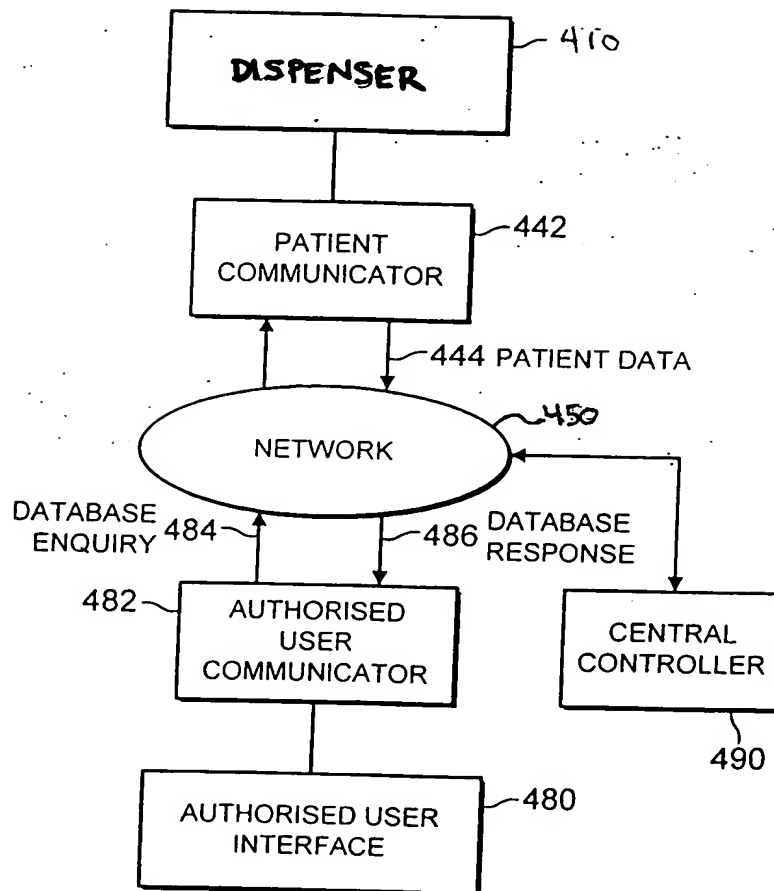 410
DISPENSER
442
PATIENT
COMMUNICATOR
444 PATIENT DATA
450
NETWORK
DATABASE
ENQUIRY
484
486
DATABASE
RESPONSE
482
AUTHORISED
USER
COMMUNICATOR
CENTRAL
CONTROLLER
490
480
AUTHORISED USER
INTERFACE